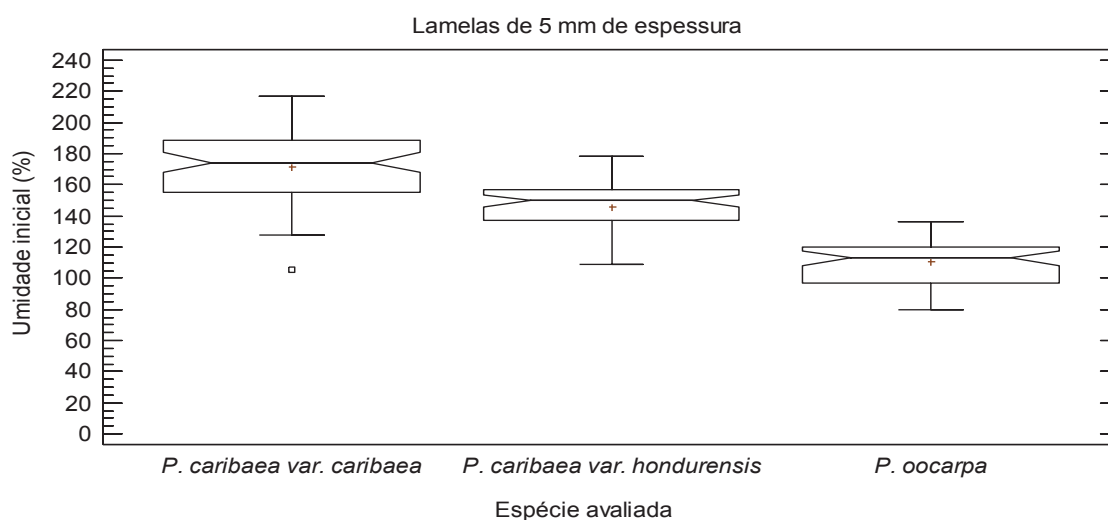 Lamelas de 5 mm de espessura
Umidade inicial (%)
240
220
200
180
160
140
120
100
80
60
40
20
0
P. caribaea var. caribaea
P. caribaea var. hondurensis
P. oocarpa
Espécie avaliada